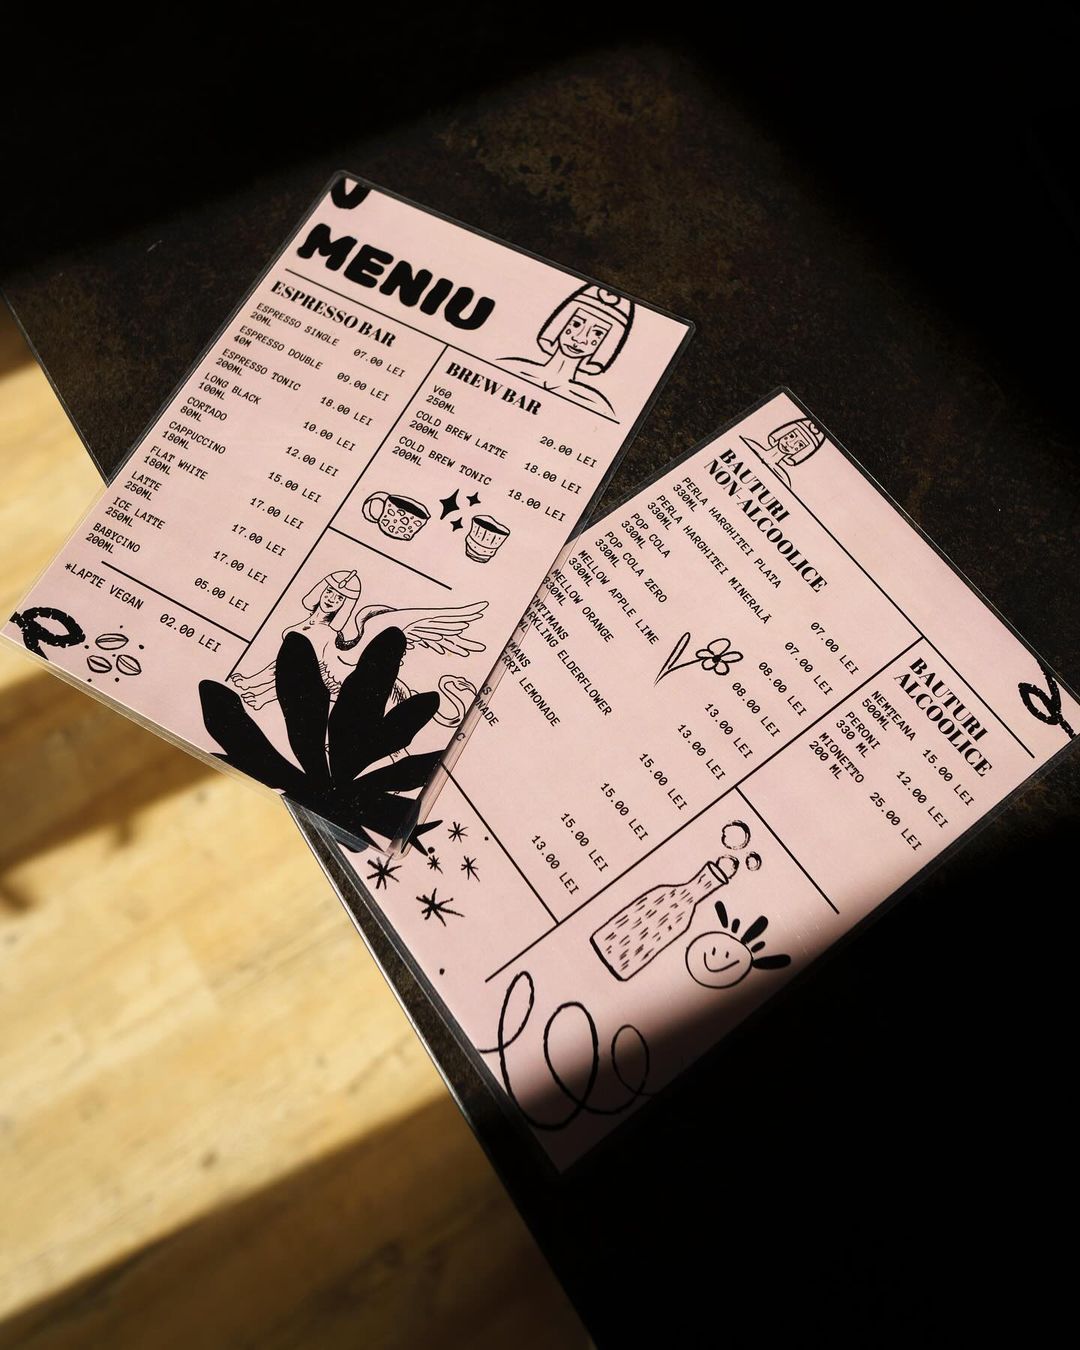 MENIU
ESPRESSO BAR
ESPRESSO SINGLE 07.00 LEI
20ML
ESPRESSO DOUBLE 09.00 LEI
40M
ESPRESSO TONIC 18.00 LEI
200ML
LONG BLACK 10.00 LEI
100ML
CORTADO 12.00 LEI
80ML
CAPPUCCINO 15.00 LEI
180ML
FLAT WHITE 17.00 LEI
180ML
LATTE 17.00 LEI
250ML
ICE LATTE 17.00 LEI
250ML
BABYCINO 05.00 LEI
200ML
*LAPTE VEGAN 02.00 LEI
BREW BAR
V60 20.00 LEI
250ML
COLD BREW LATTE 18.00 LEI
200ML
COLD BREW TONIC 18.00 LEI
200ML
BAUTURI
NON-ALCOOLICE
PERLA HARGHITEI PLATA 07.00 LEI
330ML
PERLA HARGHITEI MINERALĂ 07.00 LEI
330ML
POP COLA 08.00 LEI
330ML
POP COLA ZERO 08.00 LEI
330ML
MELLOW APPLE LIME 13.00 LEI
330ML
MELLOW ORANGE 13.00 LEI
330ML
ELDERFLOWER 15.00 LEI
LEMONADE 15.00 LEI
15.00 LEI
13.00 LEI
BAUTURI
ALCOOLICE
NEMTEANA 15.00 LEI
500ML
PERONI 12.00 LEI
330 ML
MIONETTO 25.00 LEI
200 ML